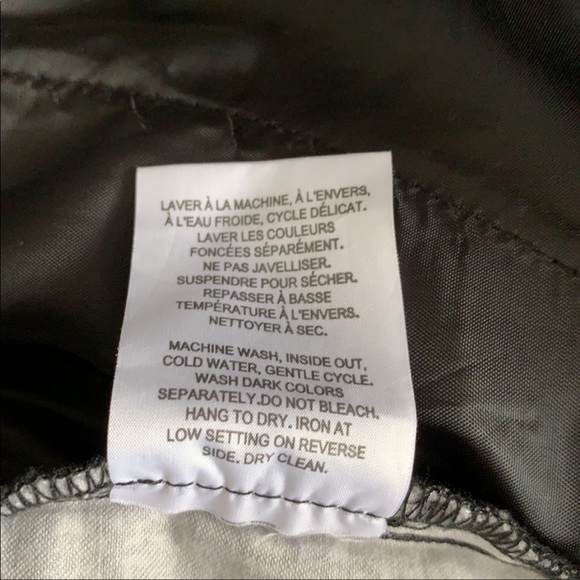 LAVER À LA MACHINE, À L'ENVERS,
À L'EAU FROIDE, CYCLE DÉLICAT.
LAVER LES COULEURS
FONCÉES SÉPARÉMENT.
NE PAS JAVELLISER.
SUSPENDRE POUR SÉCHER.
REPASSER À BASSE
TEMPÉRATURE À L'ENVERS.
NETTOYER À SEC.
MACHINE WASH, INSIDE OUT,
COLD WATER, GENTLE CYCLE.
WASH DARK COLORS
SEPARATELY.DO NOT BLEACH.
HANG TO DRY. IRON AT
LOW SETTING ON REVERSE
SIDE. DRY CLEAN.